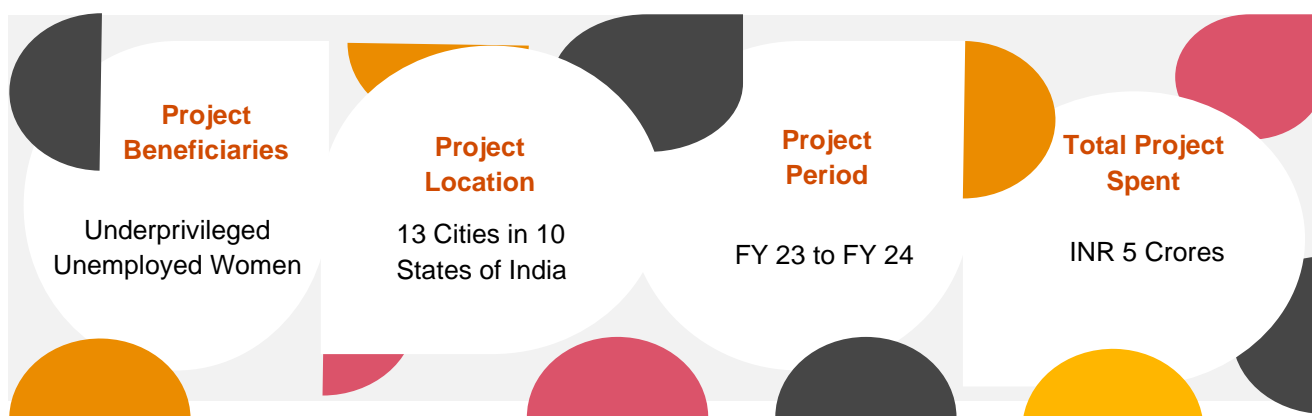 Project
Beneficiaries
Underprivileged
Unemployed Women
Project
Location
13 Cities in 10
States of India
Project
Period
FY 23 to FY 24
Total Project
Spent
INR 5 Crores